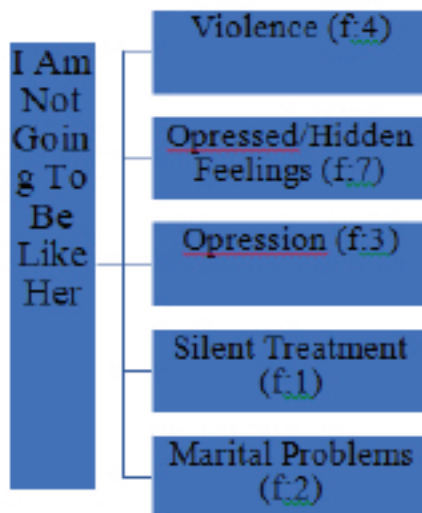 I Am
Not
Goin
g To
Be
Like
Her
Violence (f:4)
Opressed/Hidden
Feelings (f:7)
Opression (f:3)
Silent Treatment
(f:1)
Marital Problems
(f:2)